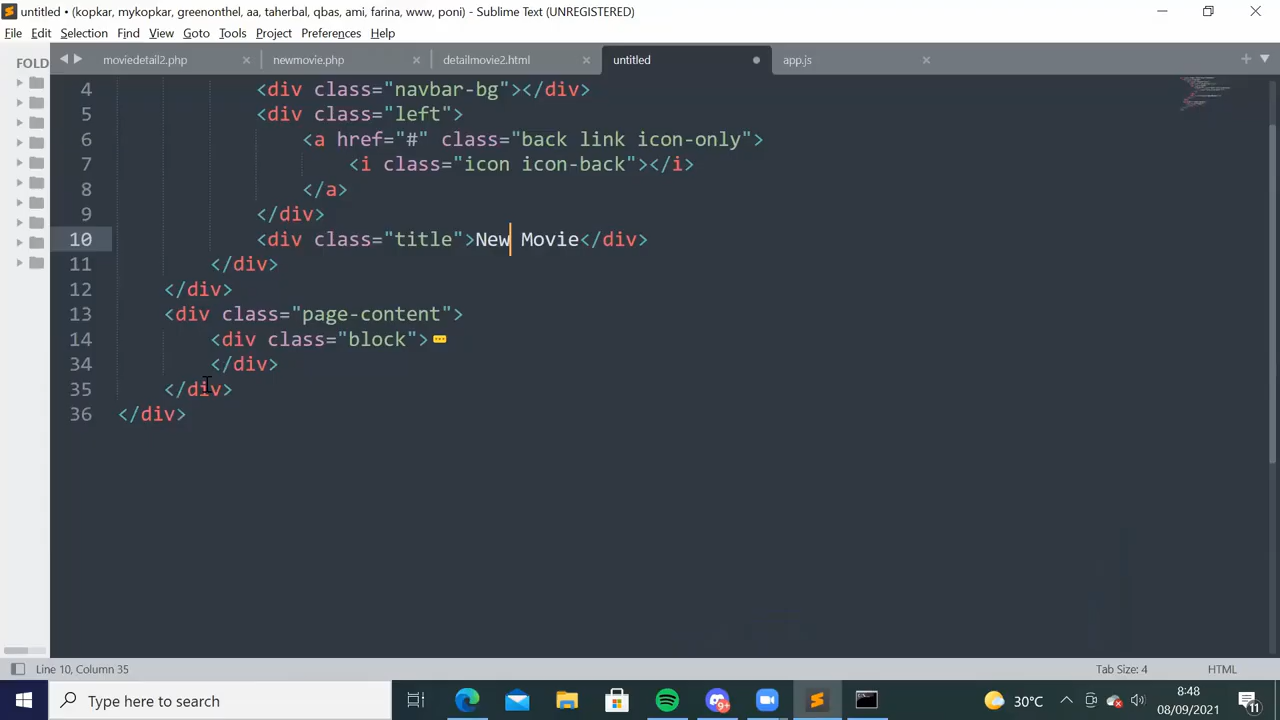 untitled • (kopkar, mykopkar, greenonthel, aa, taherbal, qbas, ami, farina, www, poni) - Sublime Text (UNREGISTERED)
File Edit Selection Find View Goto Tools Project Preferences Help
FOLD
moviedetail2.php × newmovie.php × detailmovie2.html × untitled app.js ×
4 <div class="navbar-bg"></div>
5 <div class="left">
6 <a href="#" class="back link icon-only">
7 <i class="icon icon-back"></i>
8 </a>
9 </div>
10 <div class="title">New Movie</div>
11 </div>
12 </div>
13 <div class="page-content">
14 <div class="block">
34 </div>
35 </div>
36 </div>
Line 10, Column 35
Tab Size: 4
HTML
Type here to search
9+
30°C
8:48
08/09/2021
11